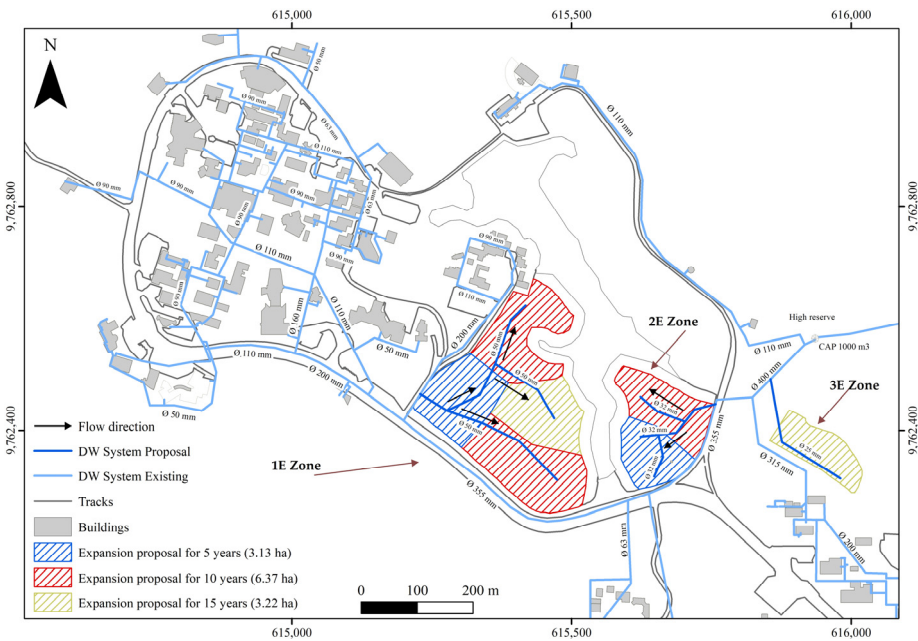 615,000
615,500
616,000
N
Ø 50 mm
Ø 90 mm
Ø 63 mm
Ø 110 mm
Ø 110 mm
9,762,800
9,762,800
Ø 90 mm
Ø 90 mm
Ø 90 mm
Ø 63 mm
Ø 90 mm
Ø 110 mm
Ø 90 mm
Ø 90 mm
Ø 50 mm
Ø 110 mm
Ø 160 mm
Ø 110 mm
Ø 200 mm
High reserve
CAP 1000 m3
2E Zone
Ø 110 mm
Ø 50 mm
Ø 110 mm
Ø 50 mm
Ø 50 mm
Ø 400 mm
3E Zone
Ø 200 mm
Ø 50 mm
Ø 32 mm
Ø 32 mm
Ø 32 mm
Ø 355 mm
9,762,400
9,762,400
Ø 50 mm
Ø 25 mm
Ø 315 mm
1E Zone
Ø 355 mm
Ø 63 mm
Ø 200 mm
Flow direction
DW System Proposal
DW System Existing
Tracks
Buildings
Expansion proposal for 5 years (3.13 ha)
Expansion proposal for 10 years (6.37 ha)
Expansion proposal for 15 years (3.22 ha)
0 100 200 m
615,000
615,500
616,000